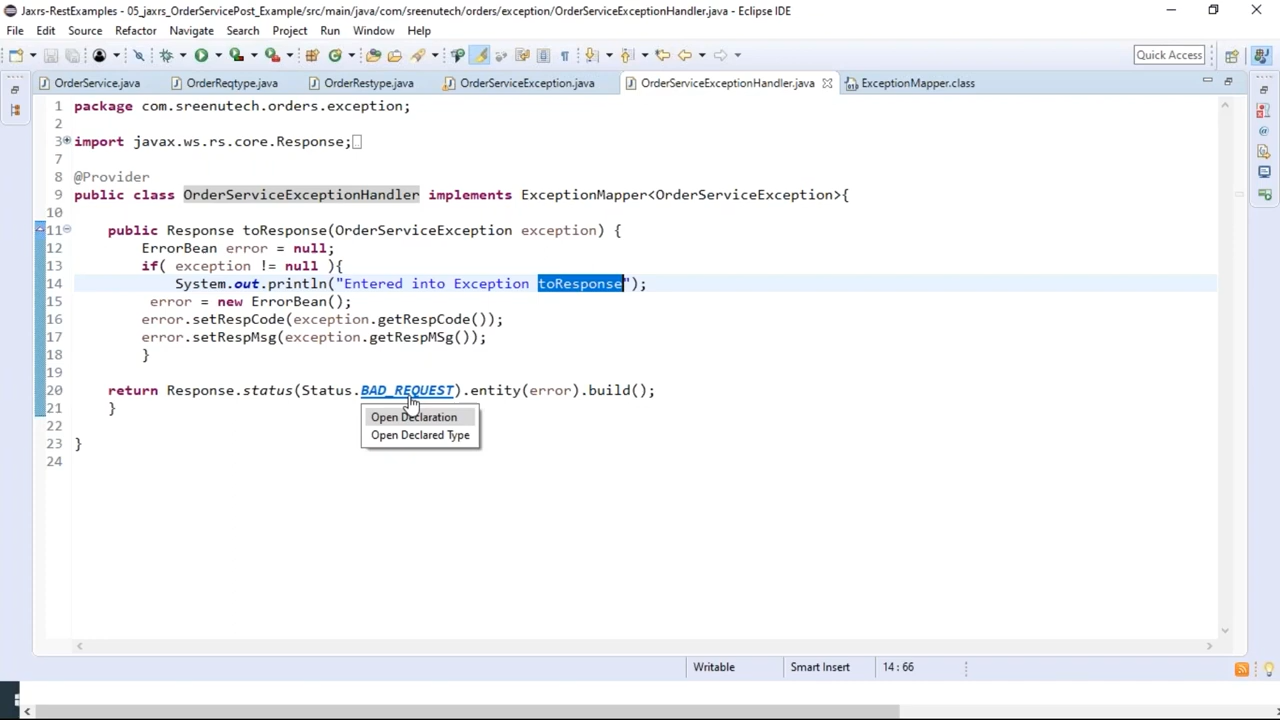 Jaxrs-RestExamples - 05_jaxrs_OrderServicePost_Example/src/main/java/com/sreenutech/orders/exception/OrderServiceExceptionHandler.java - Eclipse IDE
File Edit Source Refactor Navigate Search Project Run Window Help
Quick Access
OrderService.java OrderReqtype.java OrderRestype.java OrderServiceException.java OrderServiceExceptionHandler.java ExceptionMapper.class
1 package com.sreenutech.orders.exception;
2
3 import javax.ws.rs.core.Response;
7
8 @Provider
9 public class OrderServiceExceptionHandler implements ExceptionMapper<OrderServiceException>{
10
11 public Response toResponse(OrderServiceException exception) {
12 ErrorBean error = null;
13 if( exception != null ){
14 System.out.println("Entered into Exception toResponse");
15 error = new ErrorBean();
16 error.setRespCode(exception.getRespCode());
17 error.setRespMsg(exception.getRespMSg());
18 }
19
20 return Response.status(Status.BAD_REQUEST).entity(error).build();
21 }
Open Declaration
22
Open Declared Type
23 }
24
Writable Smart Insert 14 : 66